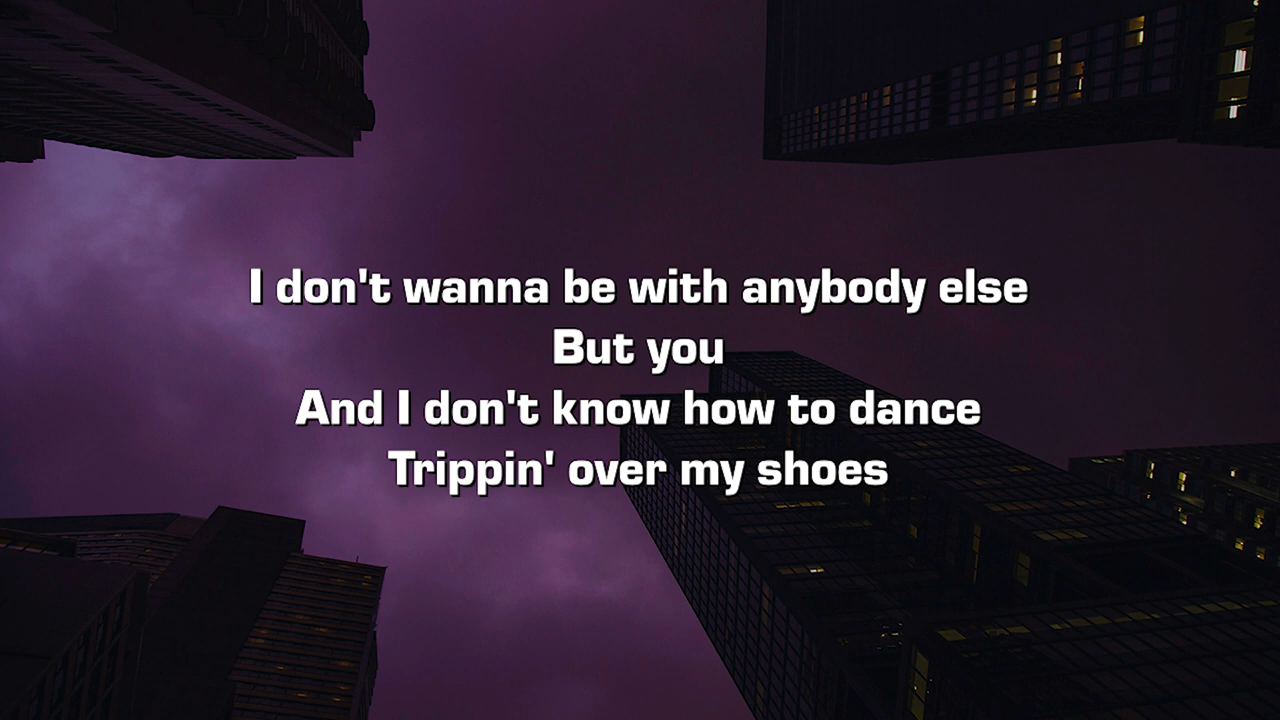 I don't wanna be with anybody else
But you
And I don't know how to dance
Trippin' over my shoes